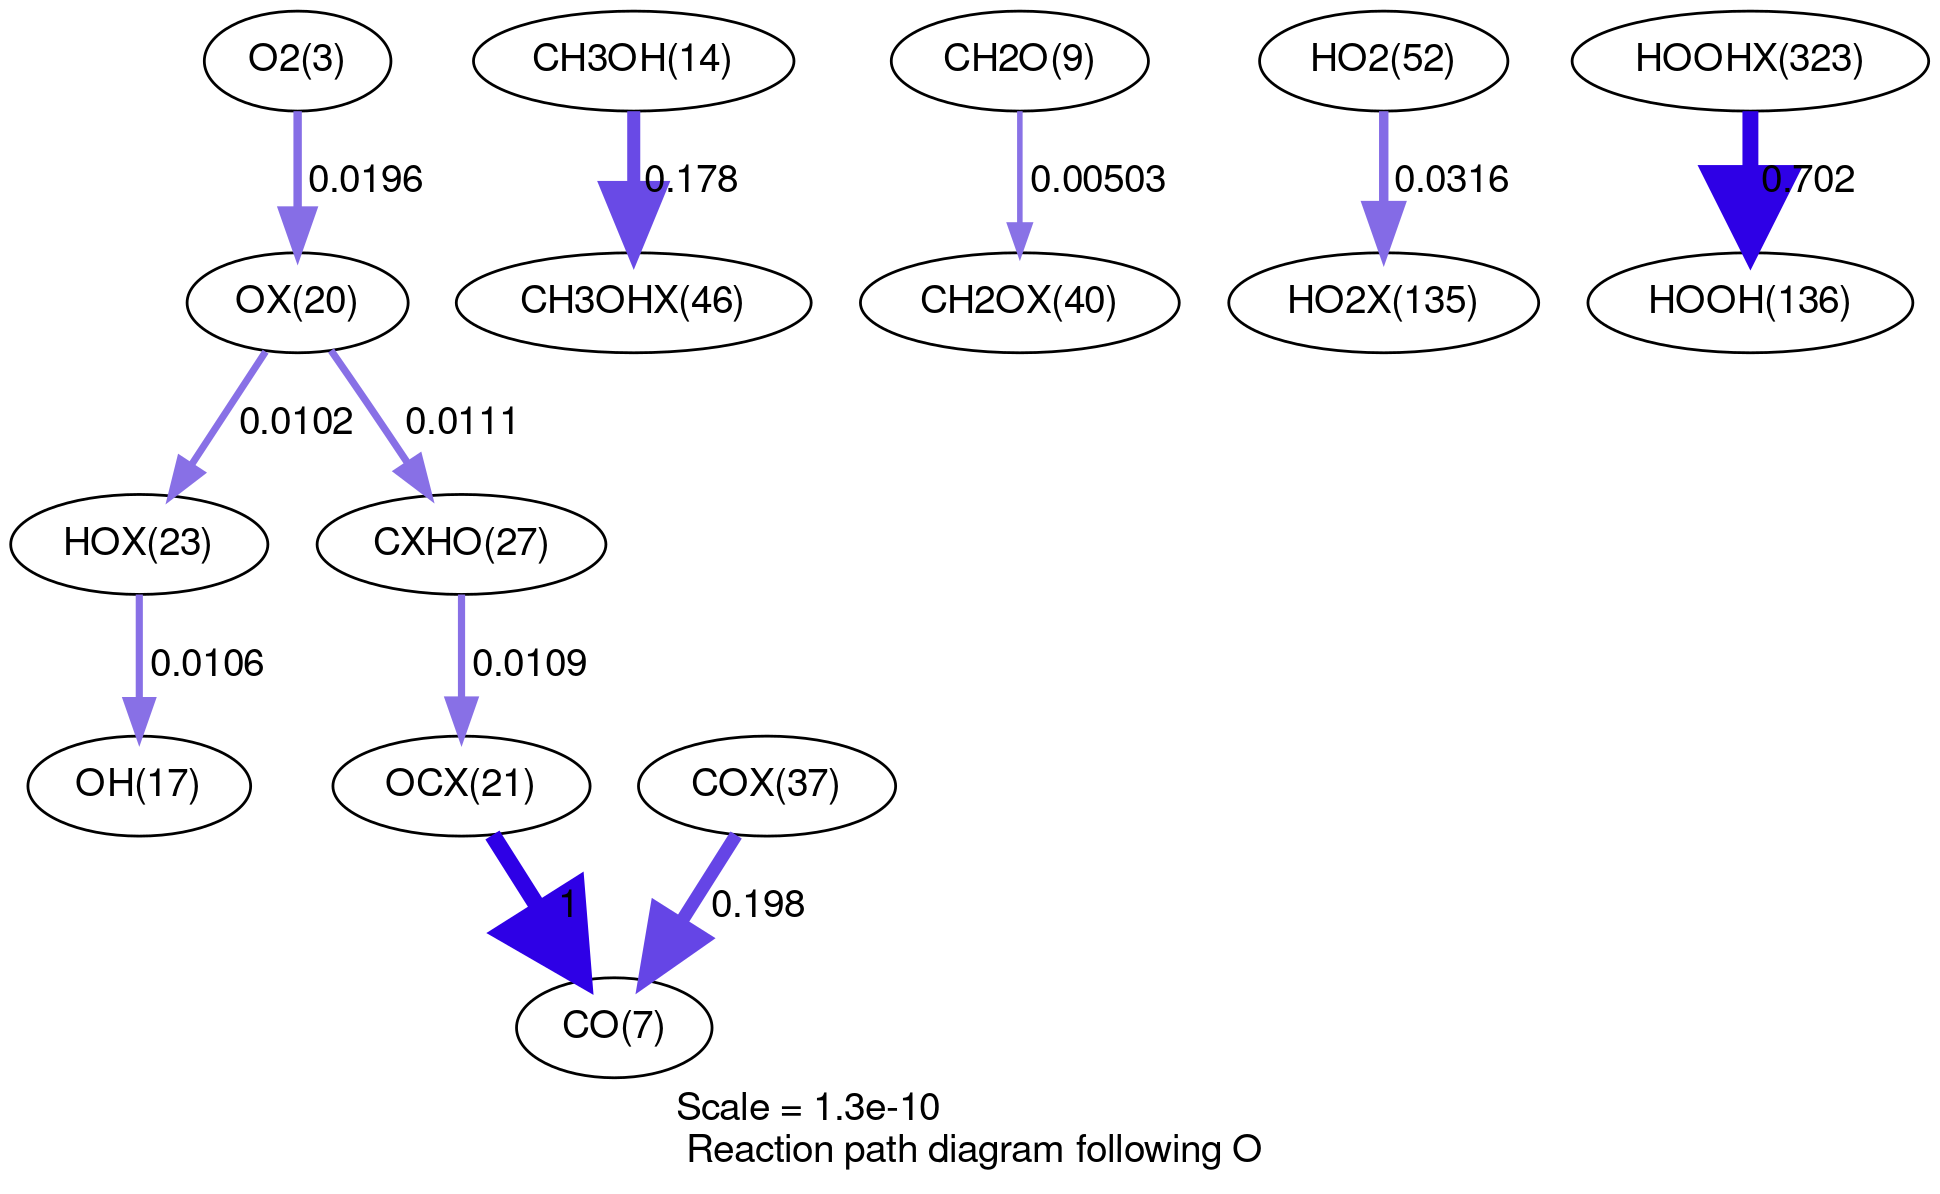 O2(3)
CH3OH(14)
CH2O(9)
HO2(52)
HOOHX(323)
0.0196
0.178
0.00503
0.0316
0.702
OX(20)
CH3OHX(46)
CH2OX(40)
HO2X(135)
HOOH(136)
0.0102
0.0111
HOX(23)
CXHO(27)
0.0106
0.0109
OH(17)
OCX(21)
COX(37)
1
0.198
CO(7)
Scale = 1.3e-10
Reaction path diagram following O